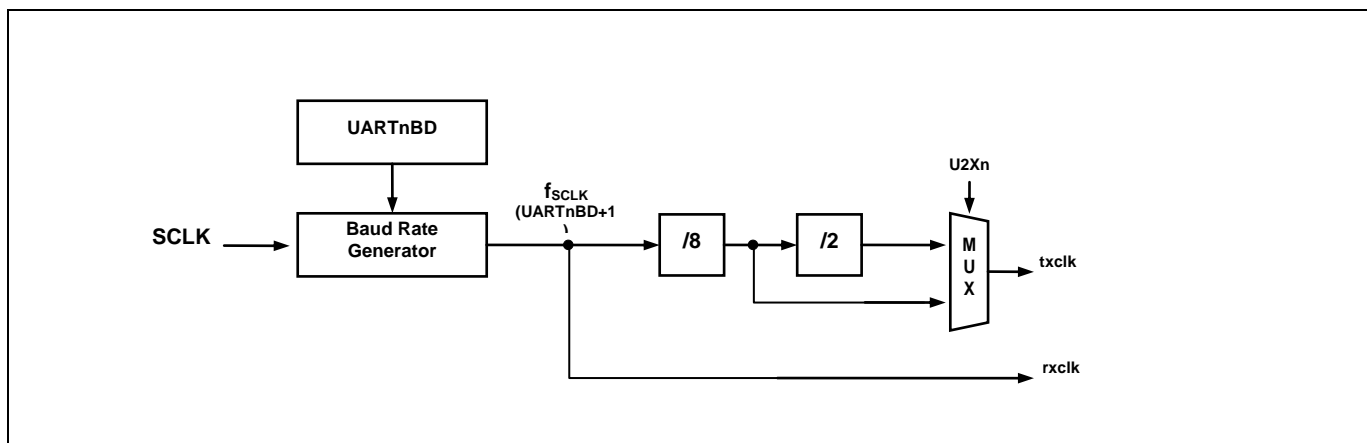 UARTnBD
U2Xn
fSCLK
(UARTnBD+1
)
SCLK
Baud Rate
Generator
/8
/2
M
U
X
txclk
rxclk